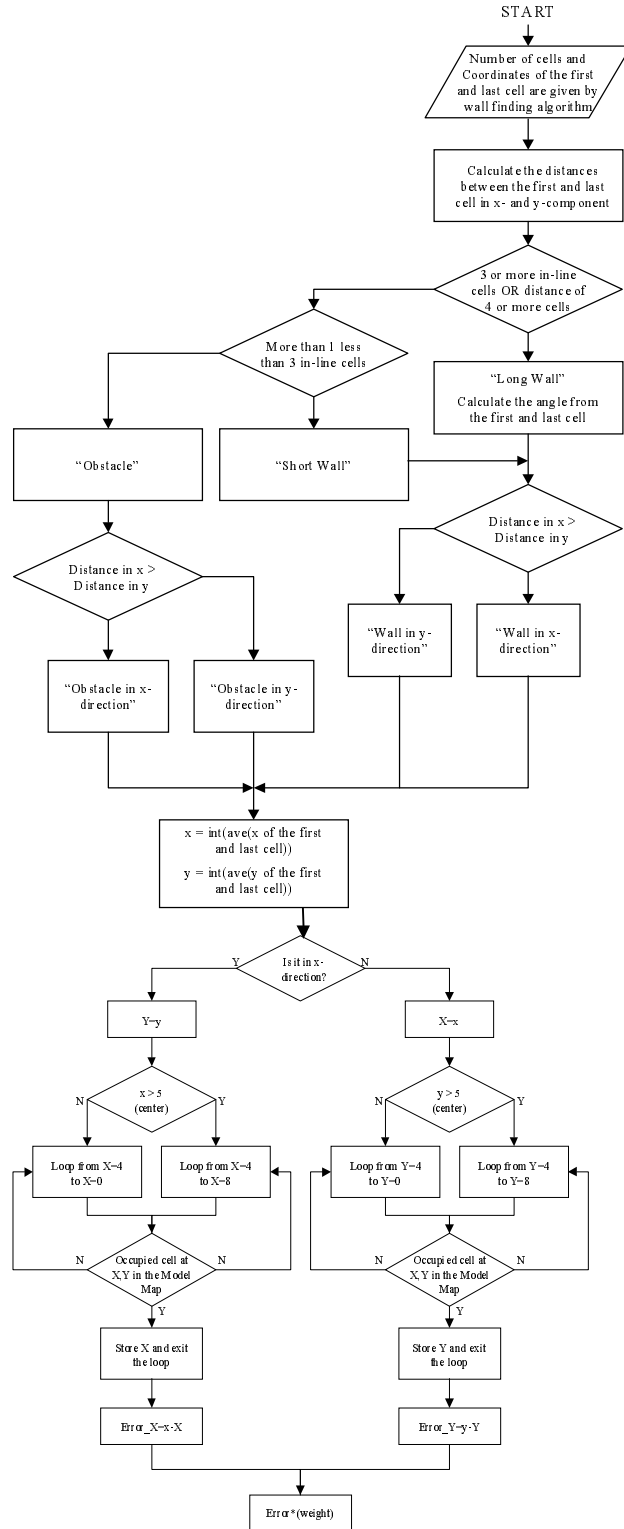 START
Number of cells and
Coordinates of the first
and last cell are given by
wall finding algorithm
Calculate the distances
between the first and last
cell in x- and y-component
3 or more in-line
cells OR distance of
4 or more cells
More than 1 less
than 3 in-line cells
“Long Wall”
Calculate the angle from
the first and last cell
“Obstacle”
“Short Wall”
Distance in x >
Distance in y
Distance in x >
Distance in y
“Wall in y-
direction”
“Wall in x-
direction”
“Obstacle in x-
direction”
“Obstacle in y-
direction”
x = int(ave(x of the first
and last cell))
y = int(ave(y of the first
and last cell))
Is it in x-
direction?
Y
N
Y=y
X=x
x > 5
(center)
N
Y
y > 5
(center)
N
Y
Loop from X=4
to X=0
Loop from X=4
to X=8
Loop from Y=4
to Y=0
Loop from Y=4
to Y=8
Occupied cell at
X,Y in the Model
Map
N
N
Y
Occupied cell at
X,Y in the Model
Map
N
N
Y
Store X and exit
the loop
Store Y and exit
the loop
Error_X=x-X
Error_Y=y-Y
Error*(weight)